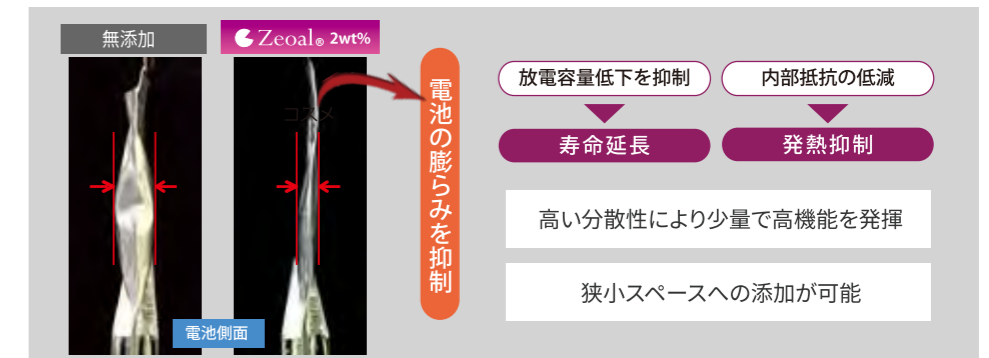 無添加
Zeoal® 2wt%
コスメ
電池の膨らみを抑制
電池側面
放電容量低下を抑制
寿命延長
内部抵抗の低減
発熱抑制
高い分散性により少量で高機能を発揮
狭小スペースへの添加が可能